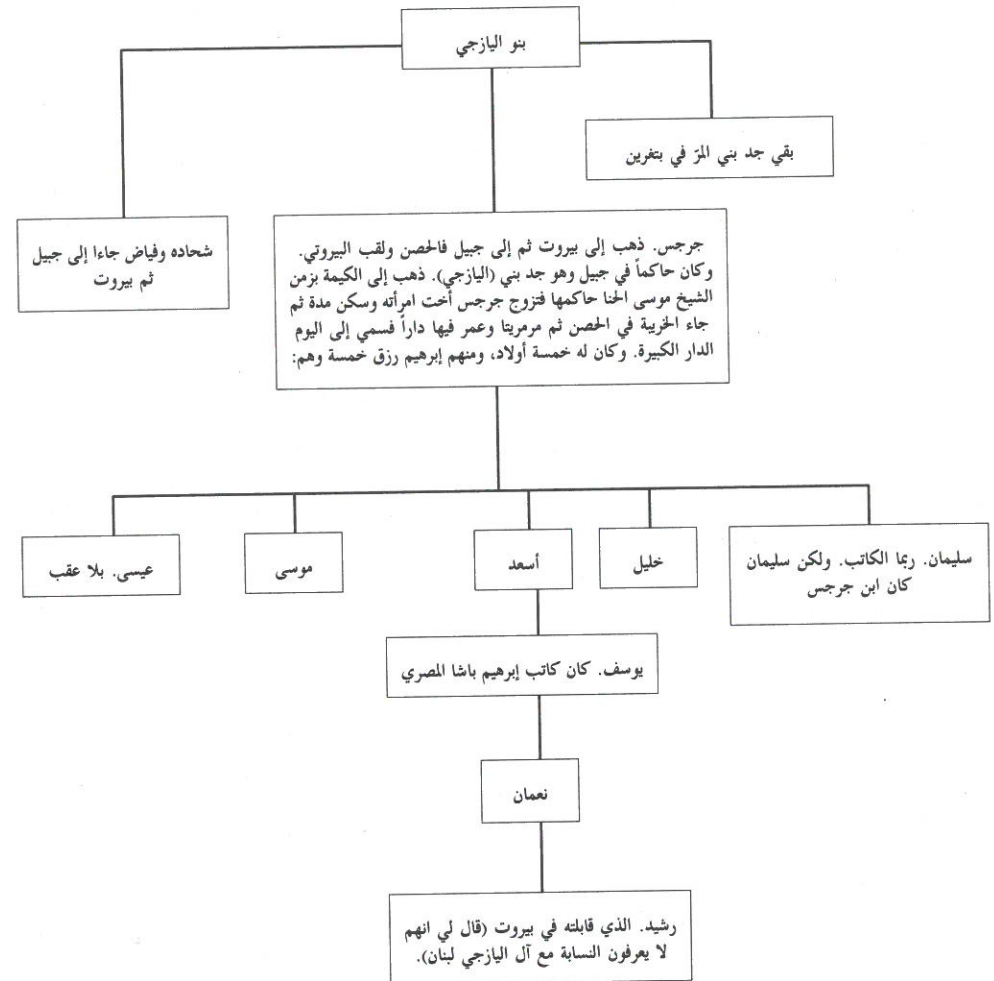 بنو اليازجي
بقي جد بني المرّ في بتغرين
جرجس. ذهب إلى بيروت ثم إلى جبيل فالحصن ولقب البيروتي.
وكان حاكماً في جبيل وهو جد بني (اليازجي). ذهب إلى الكيمة بزمن
الشيخ موسى الحنا حاكمها فتزوج جرجس أخت امرأته وسكن مدة ثم
جاء الخريبة في الحصن ثم مرمريتا وعمر فيها داراً فسمي إلى اليوم
الدار الكبيرة. وكان له خمسة أولاد، ومنهم إبرهيم رزق خمسة وهم:
شحاده وفياض جاءا إلى جبيل
ثم بيروت
سليمان. ربما الكاتب. ولكن سليمان
كان ابن جرجس
خليل
أسعد
موسى
عيسى. بلا عقب
يوسف. كان كاتب إبرهيم باشا المصري
نعمان
رشيد. الذي قابلته في بيروت (قال لي انهم
لا يعرفون النسابة مع آل اليازجي لبنان).